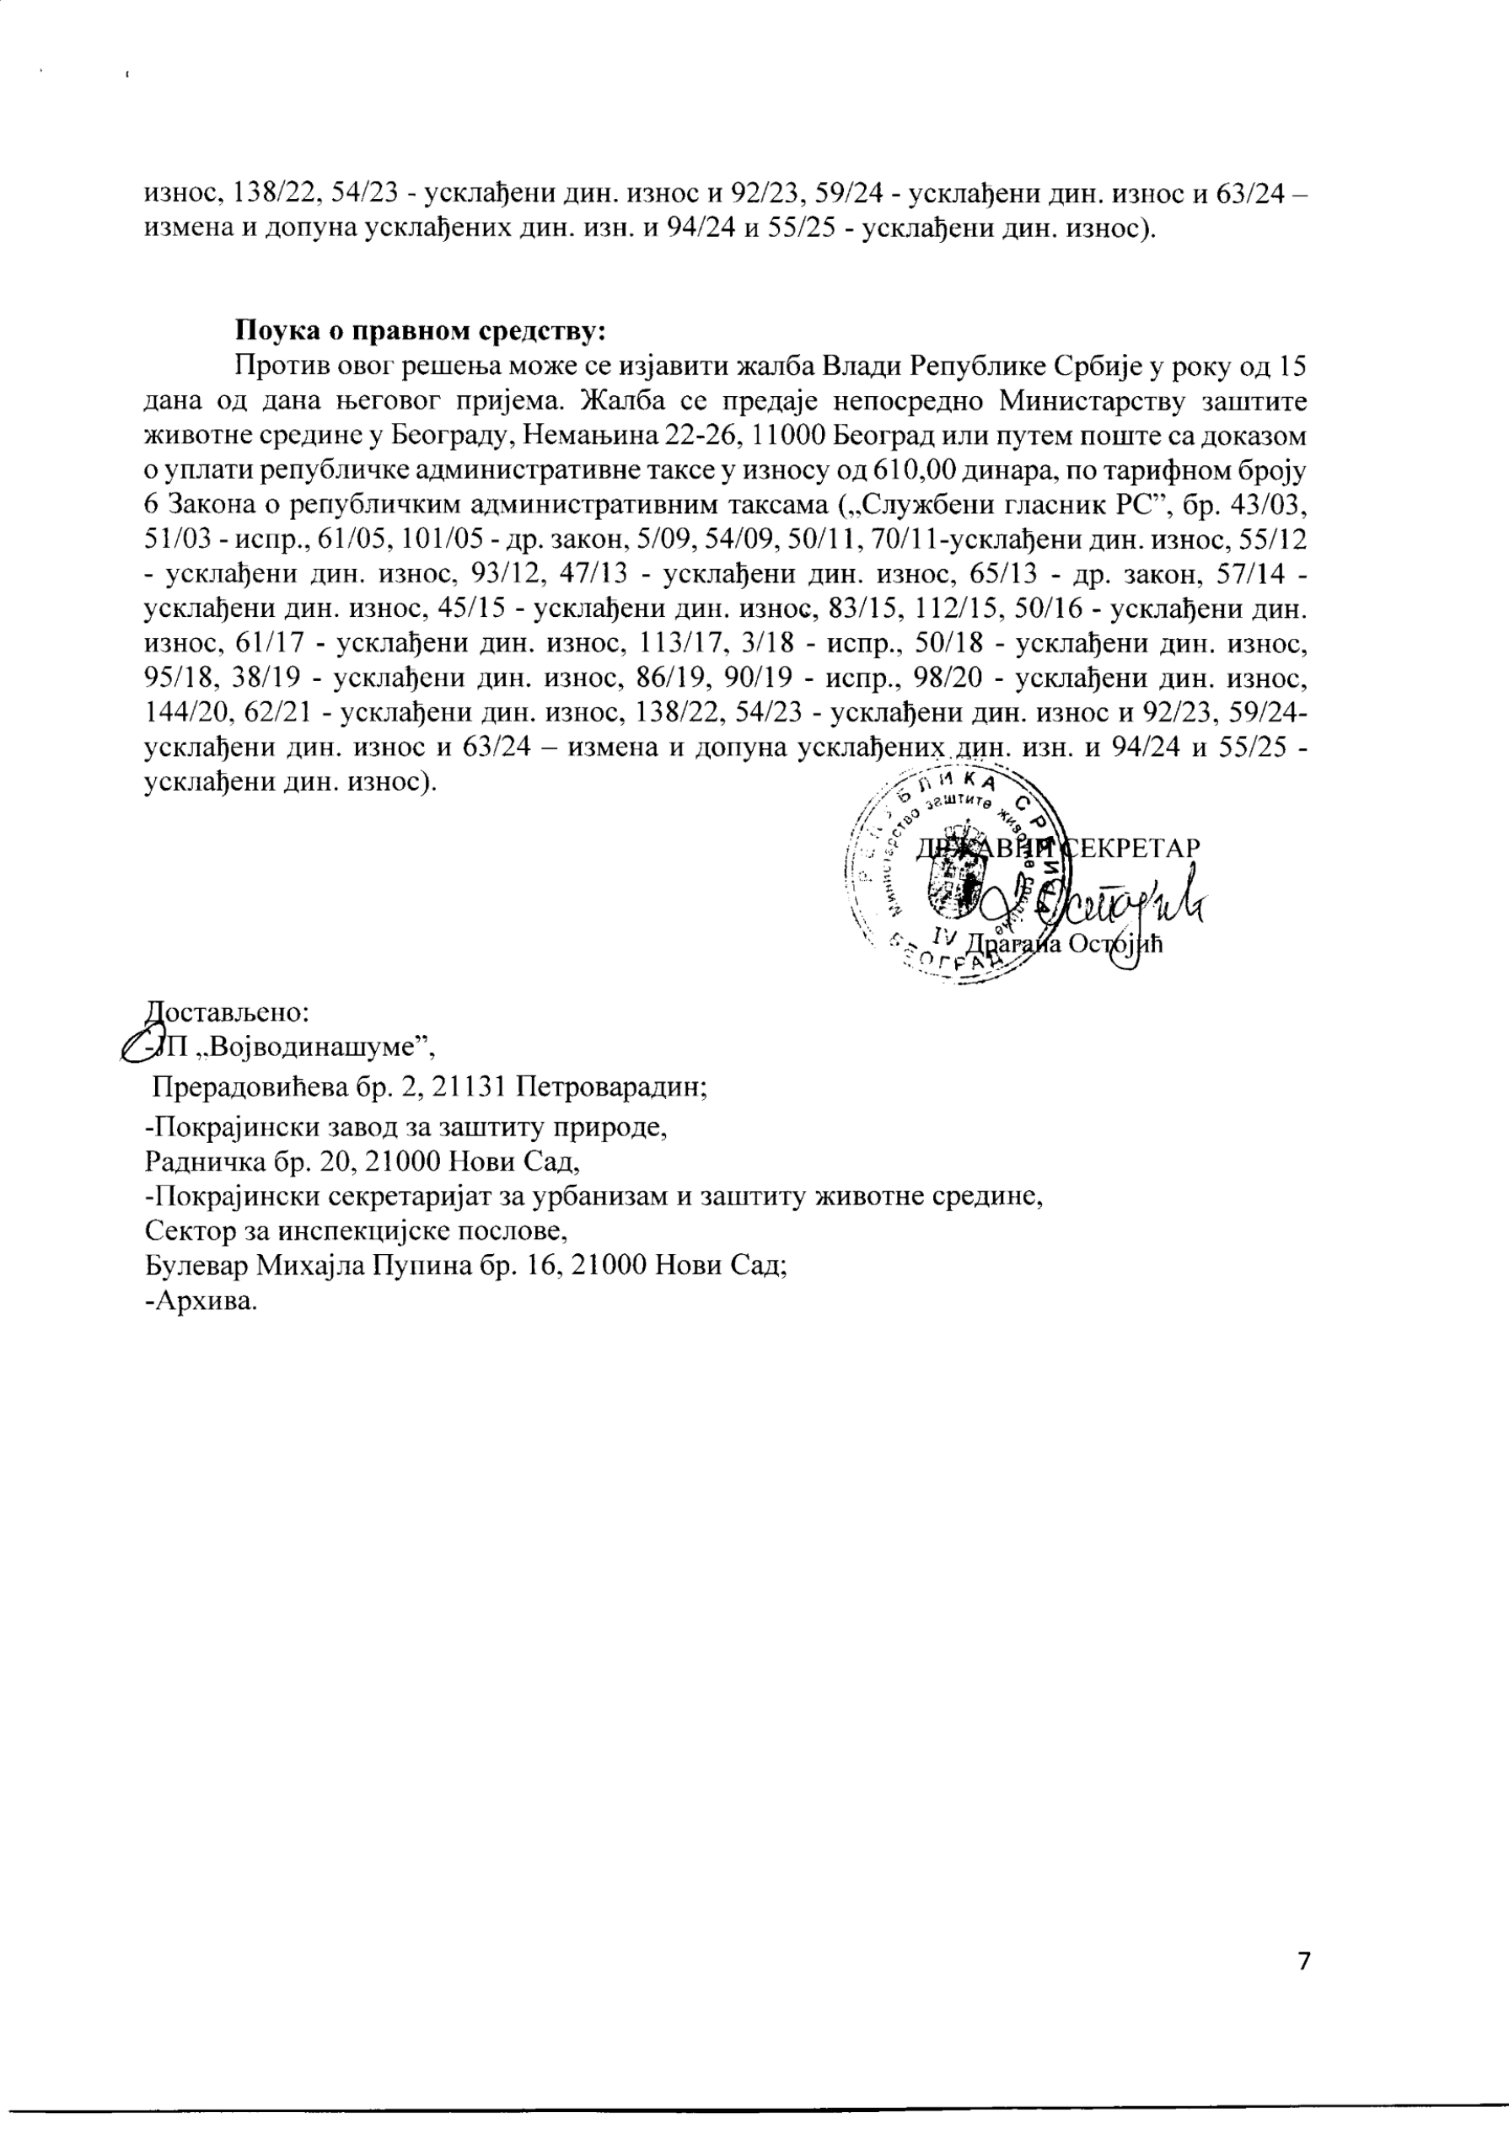 износ, 138/22, 54/23 - усклађени дин. износ и 92/23, 59/24 - усклађени дин. износ и 63/24 –
измена и допуна усклађених дин. изн. и 94/24 и 55/25 - усклађени дин. износ).
Поука о правном средству:
Против овог решења може се изјавити жалба Влади Републике Србије у року од 15
дана од дана његовог пријема. Жалба се предаје непосредно Министарству заштите
животне средине у Београду, Немањина 22-26, 11000 Београд или путем поште са доказом
о уплати републичке административне таксе у износу од 610,00 динара, по тарифном броју
6 Закона о републичким административним таксама („Службени гласник РС”, бр. 43/03,
51/03 - испр., 61/05, 101/05 - др. закон, 5/09, 54/09, 50/11, 70/11-усклађени дин. износ, 55/12
- усклађени дин. износ, 93/12, 47/13 - усклађени дин. износ, 65/13 - др. закон, 57/14 -
усклађени дин. износ, 45/15 - усклађени дин. износ, 83/15, 112/15, 50/16 - усклађени дин.
износ, 61/17 - усклађени дин. износ, 113/17, 3/18 - испр., 50/18 - усклађени дин. износ,
95/18, 38/19 - усклађени дин. износ, 86/19, 90/19 - испр., 98/20 - усклађени дин. износ,
144/20, 62/21 - усклађени дин. износ, 138/22, 54/23 - усклађени дин. износ и 92/23, 59/24-
усклађени дин. износ и 63/24 – измена и допуна усклађених дин. изн. и 94/24 и 55/25 -
усклађени дин. износ).
РЕПУБЛИКА СРБИЈА
Министарство заштите животне средине
IV
БЕОГРАД
ДРЖАВНИ СЕКРЕТАР
Драгана Остојић
Достављено:
-ЈП „Војводинашуме”,
Прерадовићева бр. 2, 21131 Петроварадин;
-Покрајински завод за заштиту природе,
Радничка бр. 20, 21000 Нови Сад,
-Покрајински секретаријат за урбанизам и заштиту животне средине,
Сектор за инспекцијске послове,
Булевар Михајла Пупина бр. 16, 21000 Нови Сад;
-Архива.
7